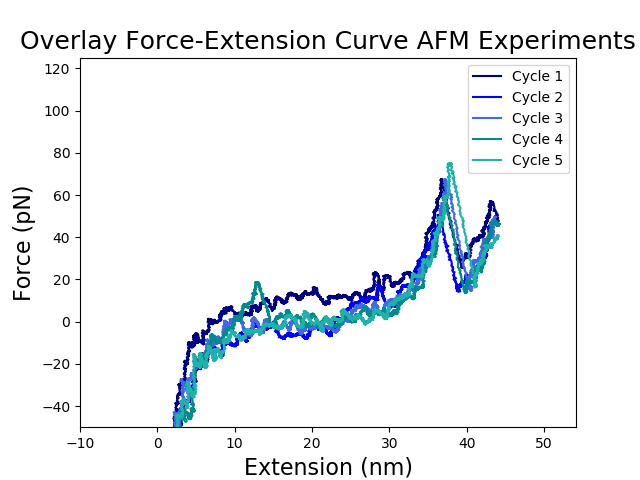 Overlay Force-Extension Curve AFM Experiments
Force (pN)
120
100
80
60
40
20
0
−20
−40
Cycle 1
Cycle 2
Cycle 3
Cycle 4
Cycle 5
−10 0 10 20 30 40 50
Extension (nm)